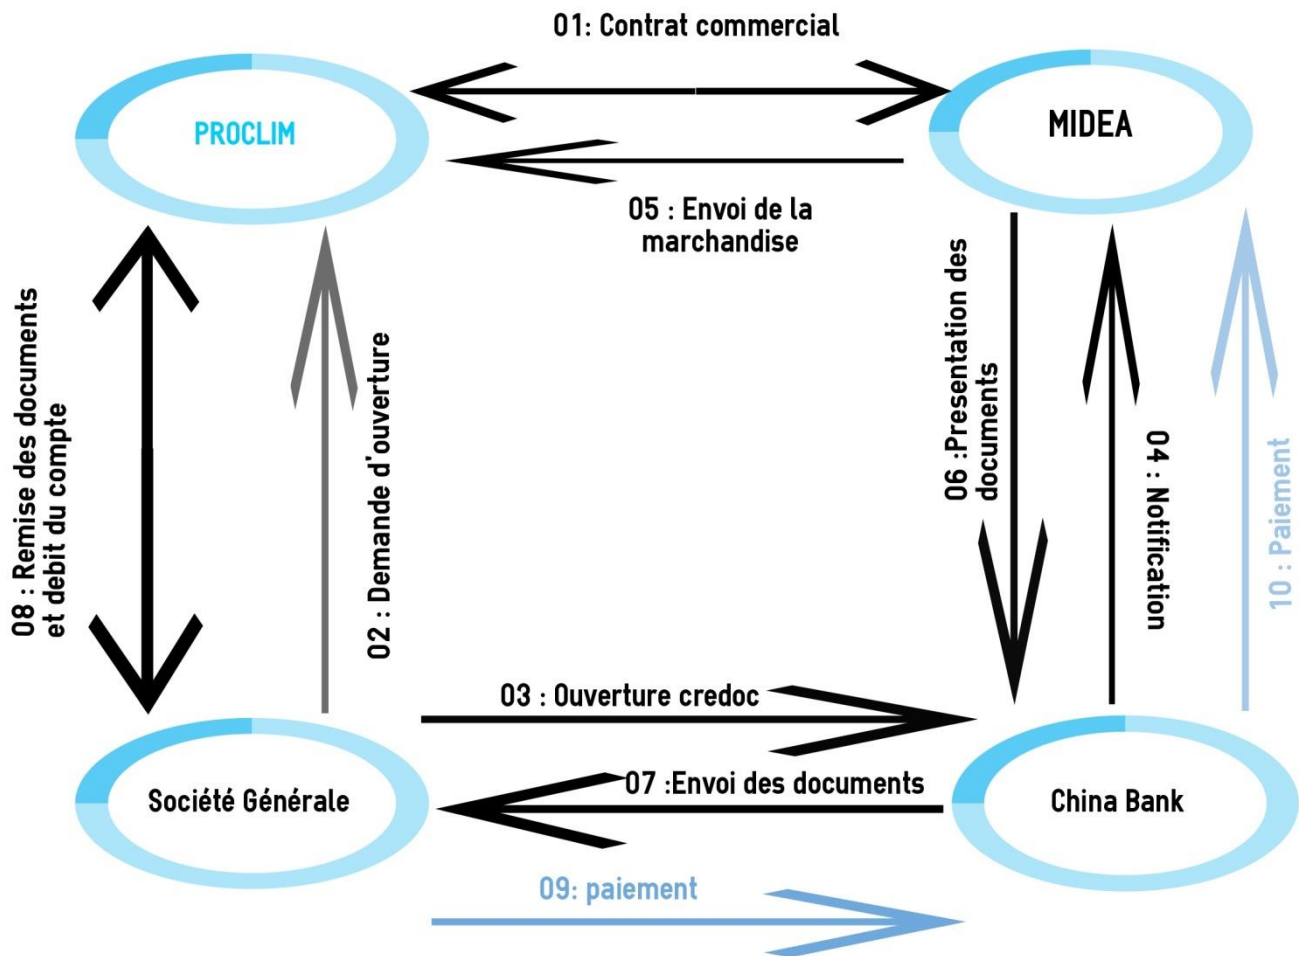 01: Contrat commercial
PROCLIM
MIDEA
05 : Envoi de la
marchandise
08 : Remise des documents
et debit du compte
02 : Demande d'ouverture
06 :Presentation des
documents
04 : Notification
10 : Paiement
03 : Ouverture credoc
07 :Envoi des documents
Société Générale
China Bank
09: paiement